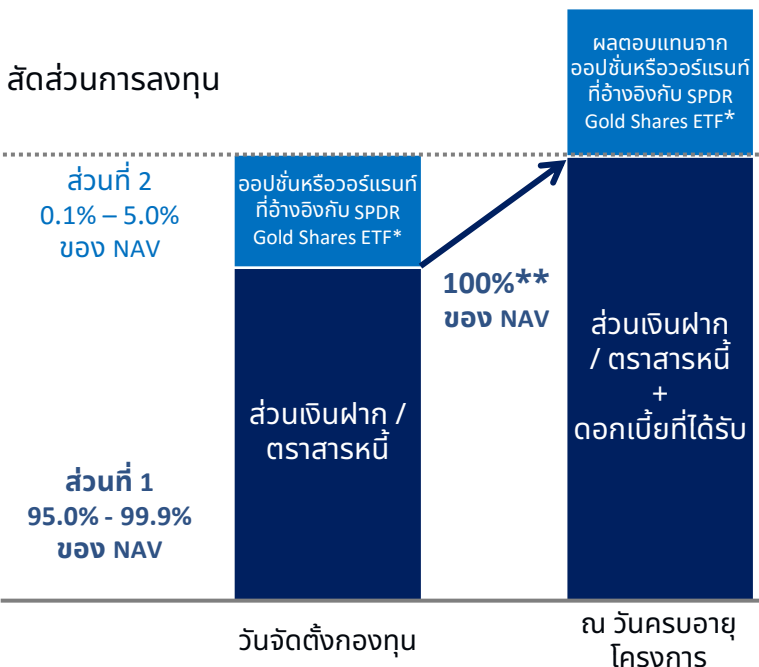 สัดส่วนการลงทุน
ผลตอบแทนจาก
ออปชั่นหรือวอร์แรนท์
ที่อ้างอิงกับ SPDR
Gold Shares ETF*
ส่วนที่ 2
0.1% – 5.0%
ของ NAV
ออปชั่นหรือวอร์แรนท์
ที่อ้างอิงกับ SPDR
Gold Shares ETF*
100%**
ของ NAV
ส่วนเงินฝาก
/ ตราสารหนี้
+
ดอกเบี้ยที่ได้รับ
ส่วนเงินฝาก /
ตราสารหนี้
ส่วนที่ 1
95.0% - 99.9%
ของ NAV
วันจัดตั้งกองทุน
ณ วันครบอายุ
โครงการ